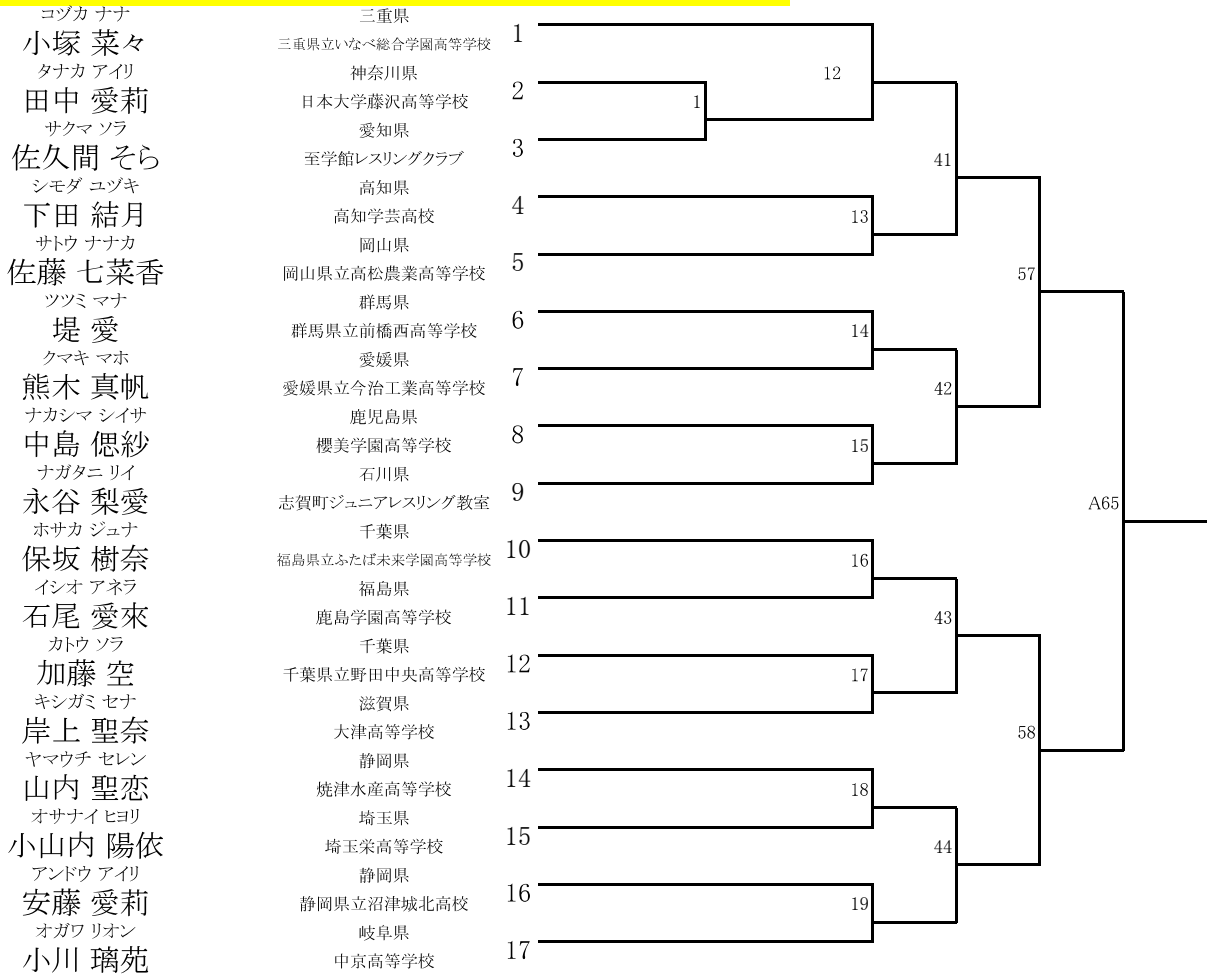 コヅカ ナナ 三重県
小塚 菜々 三重県立いなべ総合学園高等学校 1
タナカ アイリ 神奈川県 12
田中 愛莉 日本大学藤沢高等学校 2 1
サクマ ソラ 愛知県
佐久間 そら 至学館レスリングクラブ 3 41
シモダ ユヅキ 高知県
下田 結月 高知学芸高校 4 13
サトウ ナナカ 岡山県
佐藤 七菜香 岡山県立高松農業高等学校 5 57
ツツミ マナ 群馬県
堤 愛 群馬県立前橋西高等学校 6 14
クマキ マホ 愛媛県
熊木 真帆 愛媛県立今治工業高等学校 7 42
ナカシマ シイサ 鹿児島県
中島 偲紗 樱美学園高等学校 8 15
ナガタニ リイ 石川県
永谷 梨愛 志賀町ジュニアレスリング教室 9 A65
ホサカ ジュナ 千葉県
保坂 樹奈 福島県立ふたば未来学園高等学校 10 16
イシオ アネラ 福島県
石尾 愛來 鹿島学園高等学校 11 43
カトウ ソラ 千葉県
加藤 空 千葉県立野田中央高等学校 12 17
キシガミ セナ 滋賀県
岸上 聖奈 大津高等学校 13 58
ヤマウチ セレン 静岡県
山内 聖恋 焼津水産高等学校 14 18
オサナイ ヒヨリ 埼玉県
小山内 陽依 埼玉栄高等学校 15 44
アンドウ アイリ 静岡県
安藤 愛莉 静岡県立沼津城北高校 16 19
オガワ リオン 岐阜県
小川 璃苑 中京高等学校 17